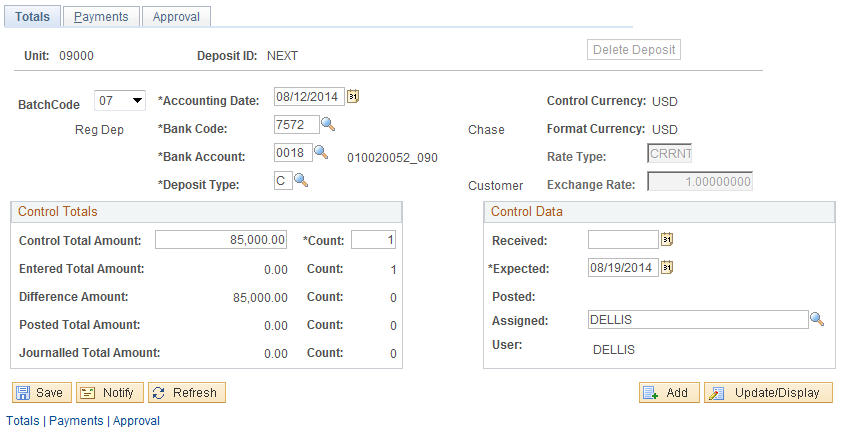 Totals Payments Approval
Unit: 09000 Deposit ID: NEXT Delete Deposit
BatchCode 07 *Accounting Date: 08/12/2014 31 Control Currency: USD
Reg Dep *Bank Code: 7572 Chase Format Currency: USD
*Bank Account: 0018 010020052_090 Rate Type: CRRNT
*Deposit Type: C Customer Exchange Rate: 1.00000000
Control Totals
Control Total Amount: 85,000.00 *Count: 1
Entered Total Amount: 0.00 Count: 1
Difference Amount: 85,000.00 Count: 0
Posted Total Amount: 0.00 Count: 0
Journalled Total Amount: 0.00 Count: 0
Control Data
Received: 31
*Expected: 08/19/2014 31
Posted:
Assigned: DELLIS
User: DELLIS
Save Notify Refresh Add Update/Display
Totals | Payments | Approval